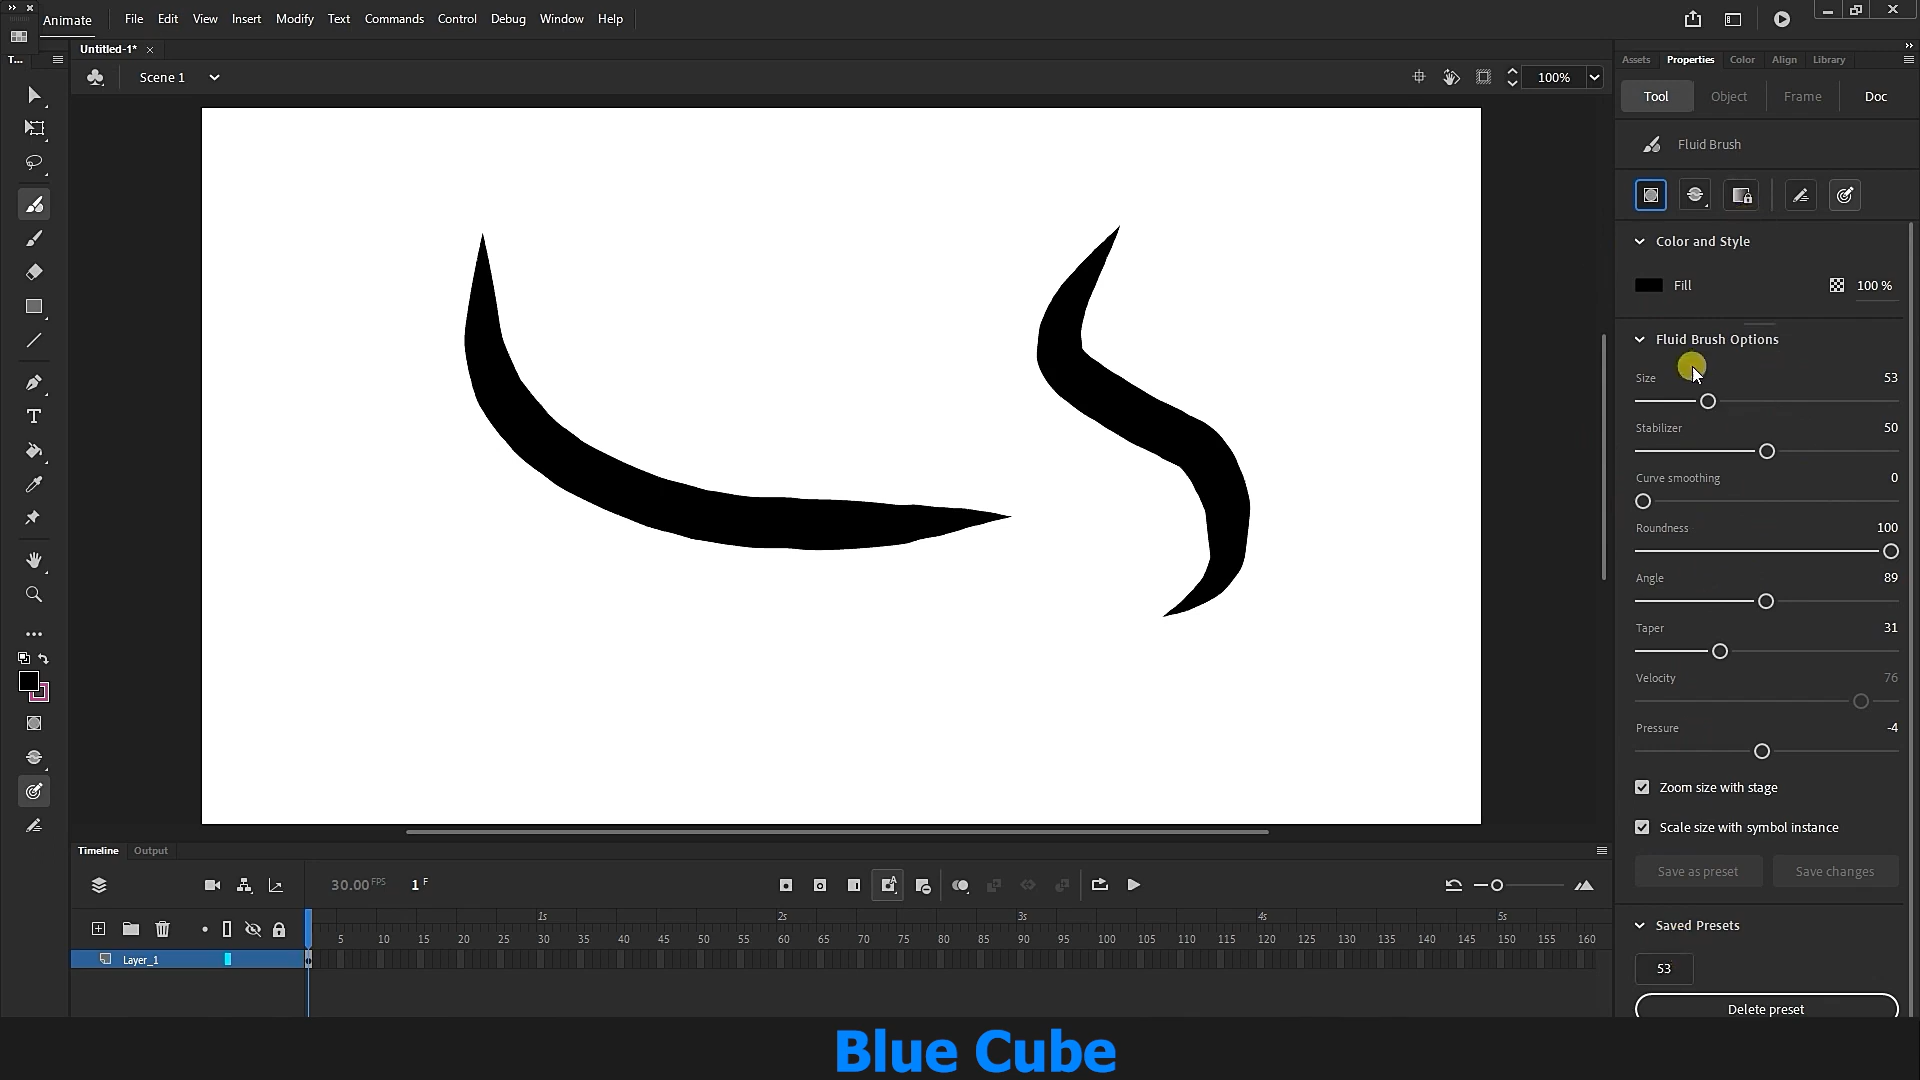 Animate File Edit View Insert Modify Text Commands Control Debug Window Help
T...
Untitled-1* ×
Scene 1
100%
Assets Properties Color Align Library
Tool Object Frame Doc
Fluid Brush
Color and Style
Fill 100 %
Fluid Brush Options
Size 53
Stabilizer 50
Curve smoothing 0
Roundness 100
Angle 89
Taper 31
Velocity 76
Pressure -4
Zoom size with stage
Scale size with symbol instance
Save as preset Save changes
Saved Presets
53
Delete preset
Timeline Output
30.00 FPS 1 F
1s 2s 3s 4s 5s
5 10 15 20 25 30 35 40 45 50 55 60 65 70 75 80 85 90 95 100 105 110 115 120 125 130 135 140 145 150 155 160
Layer_1
Blue Cube